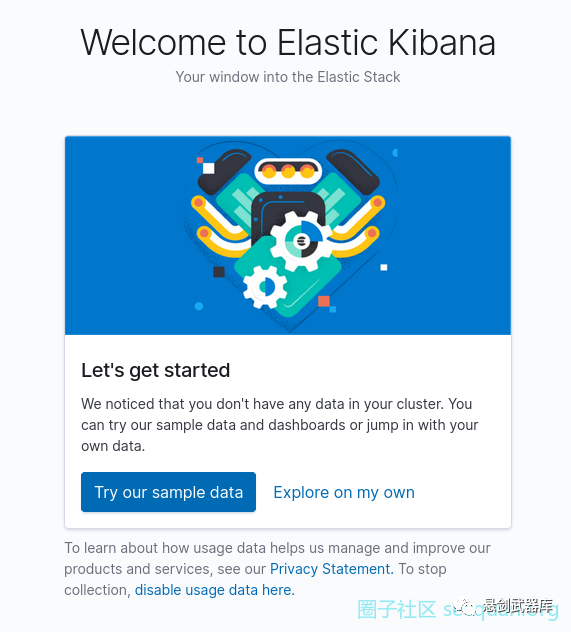 Welcome to Elastic Kibana
Your window into the Elastic Stack
Let's get started
We noticed that you don't have any data in your cluster. You
can try our sample data and dashboards or jump in with your
own data.
Try our sample data
Explore on my own
To learn about how usage data helps us manage and improve our
products and services, see our Privacy Statement. To stop
collection, disable usage data here.
圈子社区
悬剑武器库